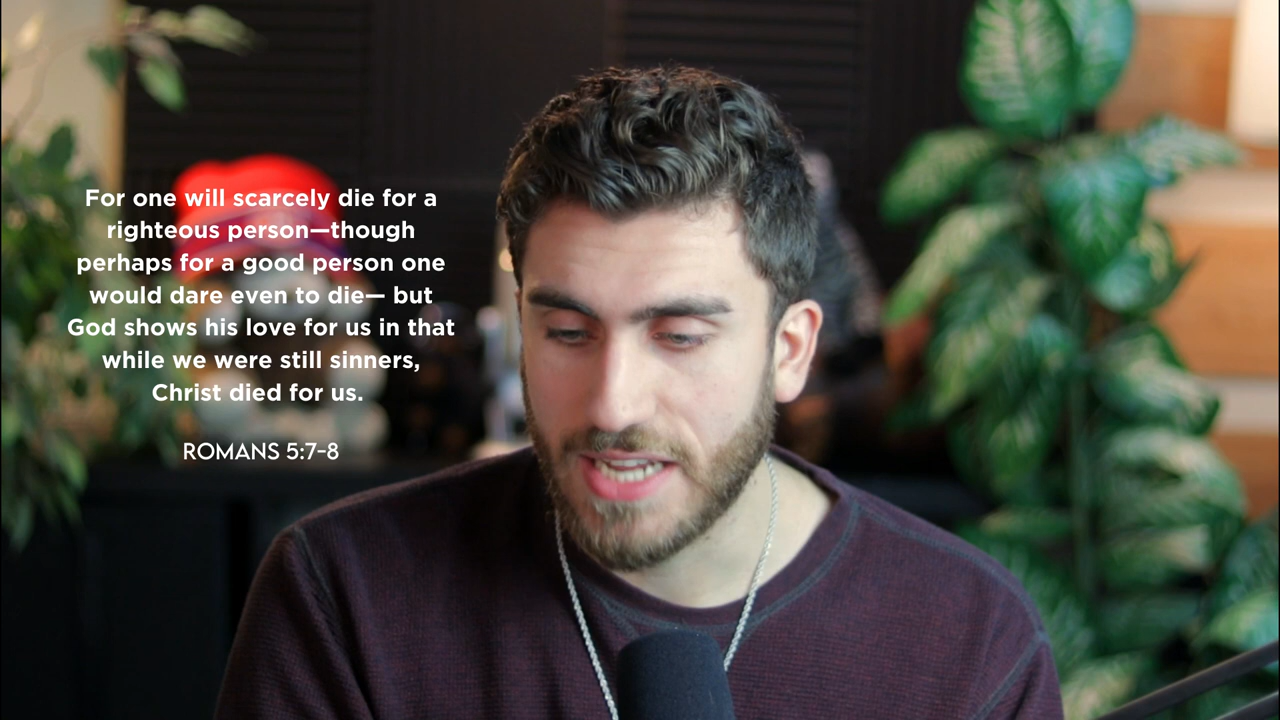 For one will scarcely die for a
righteous person—though
perhaps for a good person one
would dare even to die— but
God shows his love for us in that
while we were still sinners,
Christ died for us.
ROMANS 5:7-8